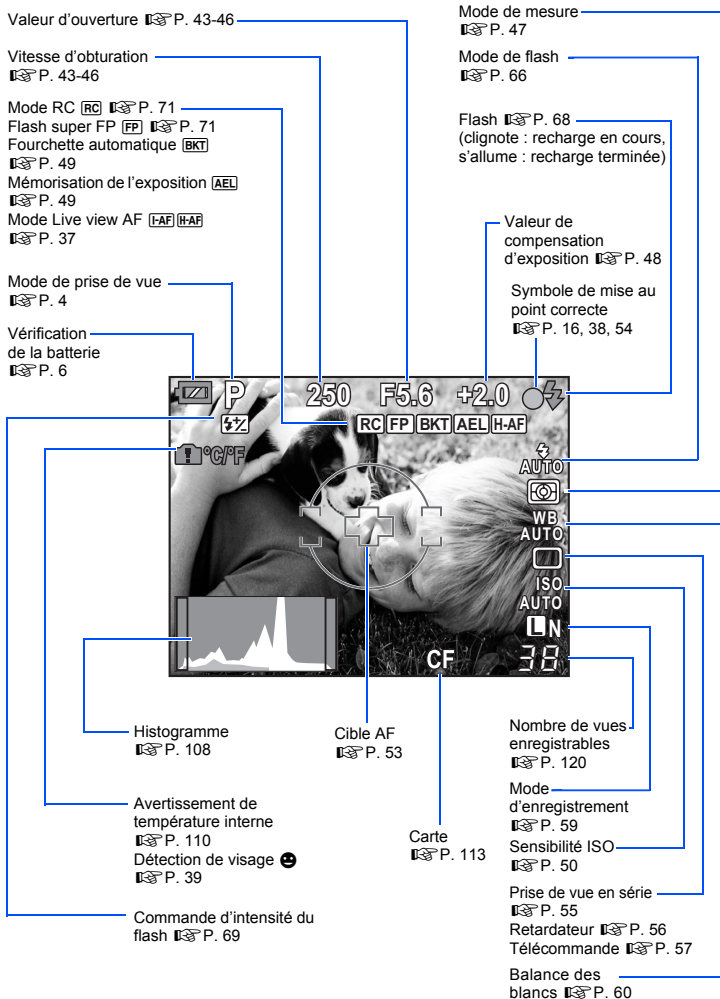 Valeur d'ouverture ☞P. 43-46
Vitesse d'obturation
☞P. 43-46
Mode RC RC ☞P. 71
Flash super FP FP ☞P. 71
Fourchette automatique BKT
☞P. 49
Mémorisation de l'exposition AEL
☞P. 49
Mode Live view AF I-AF H-AF
☞P. 37
Mode de prise de vue
☞P. 4
Vérification
de la batterie
☞P. 6
Mode de mesure
☞P. 47
Mode de flash
☞P. 66
Flash ☞P. 68
(clignote : recharge en cours,
s'allume : recharge terminée)
Valeur de
compensation
d'exposition ☞P. 48
Symbole de mise au
point correcte
☞P. 16, 38, 54
P 250 F5.6 +2.0
RC FP BKT AEL H-AF
°C/°F
AUTO
WB
AUTO
ISO
AUTO
L N
CF 38
Histogramme
☞P. 108
Cible AF
☞P. 53
Avertissement de
température interne
☞P. 110
Détection de visage
☞P. 39
Commande d'intensité du
flash ☞P. 69
Carte
☞P. 113
Nombre de vues
enregistrables
☞P. 120
Mode
d'enregistrement
☞P. 59
Sensibilité ISO
☞P. 50
Prise de vue en série
☞P. 55
Retardateur ☞P. 56
Télécommande ☞P. 57
Balance des
blancs ☞P. 60